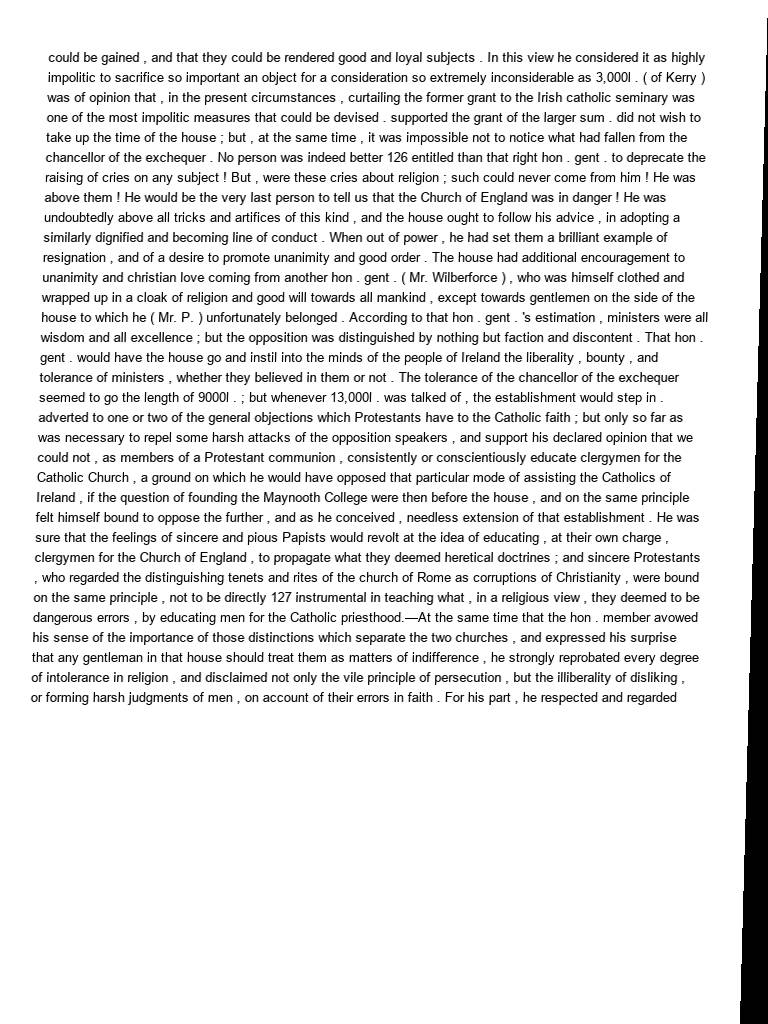 could be gained , and that they could be rendered good and loyal subjects . In this view he considered it as highly
impolitic to sacrifice so important an object for a consideration so extremely inconsiderable as 3,000l . ( of Kerry )
was of opinion that , in the present circumstances , curtailing the former grant to the Irish catholic seminary was
one of the most impolitic measures that could be devised . supported the grant of the larger sum . did not wish to
take up the time of the house ; but , at the same time , it was impossible not to notice what had fallen from the
chancellor of the exchequer . No person was indeed better 126 entitled than that right hon . gent . to deprecate the
raising of cries on any subject ! But , were these cries about religion ; such could never come from him ! He was
above them ! He would be the very last person to tell us that the Church of England was in danger ! He was
undoubtedly above all tricks and artifices of this kind , and the house ought to follow his advice , in adopting a
similarly dignified and becoming line of conduct . When out of power , he had set them a brilliant example of
resignation , and of a desire to promote unanimity and good order . The house had additional encouragement to
unanimity and christian love coming from another hon . gent . ( Mr. Wilberforce ) , who was himself clothed and
wrapped up in a cloak of religion and good will towards all mankind , except towards gentlemen on the side of the
house to which he ( Mr. P. ) unfortunately belonged . According to that hon . gent . 's estimation , ministers were all
wisdom and all excellence ; but the opposition was distinguished by nothing but faction and discontent . That hon .
gent . would have the house go and instil into the minds of the people of Ireland the liberality , bounty , and
tolerance of ministers , whether they believed in them or not . The tolerance of the chancellor of the exchequer
seemed to go the length of 9000l . ; but whenever 13,000l . was talked of , the establishment would step in .
adverted to one or two of the general objections which Protestants have to the Catholic faith ; but only so far as
was necessary to repel some harsh attacks of the opposition speakers , and support his declared opinion that we
could not , as members of a Protestant communion , consistently or conscientiously educate clergymen for the
Catholic Church , a ground on which he would have opposed that particular mode of assisting the Catholics of
Ireland , if the question of founding the Maynooth College were then before the house , and on the same principle
felt himself bound to oppose the further , and as he conceived , needless extension of that establishment . He was
sure that the feelings of sincere and pious Papists would revolt at the idea of educating , at their own charge ,
clergymen for the Church of England , to propagate what they deemed heretical doctrines ; and sincere Protestants
, who regarded the distinguishing tenets and rites of the church of Rome as corruptions of Christianity , were bound
on the same principle , not to be directly 127 instrumental in teaching what , in a religious view , they deemed to be
dangerous errors , by educating men for the Catholic priesthood.—At the same time that the hon . member avowed
his sense of the importance of those distinctions which separate the two churches , and expressed his surprise
that any gentleman in that house should treat them as matters of indifference , he strongly reprobated every degree
of intolerance in religion , and disclaimed not only the vile principle of persecution , but the illiberality of disliking ,
or forming harsh judgments of men , on account of their errors in faith . For his part , he respected and regarded